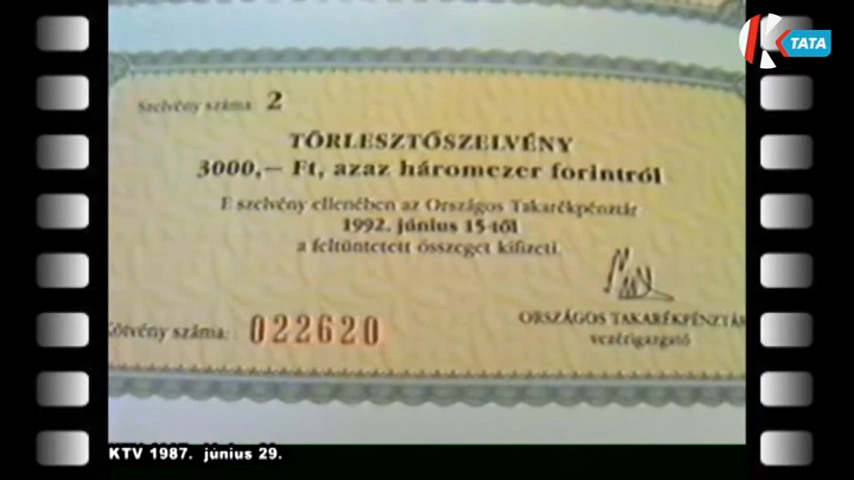 TATA
Szelvény száma 2
TÖRLESZTŐSZELVÉNY
3000,— Ft, azaz háromezer forintról
E szelvény ellenében az Országos Takarékpénztár
1992. június 15-től
a feltüntetett összeget kifizeti.
Kötvény száma: 022620
ORSZÁGOS TAKARÉKPÉNZTÁR
vezérigazgató
KTV 1987. június 29.